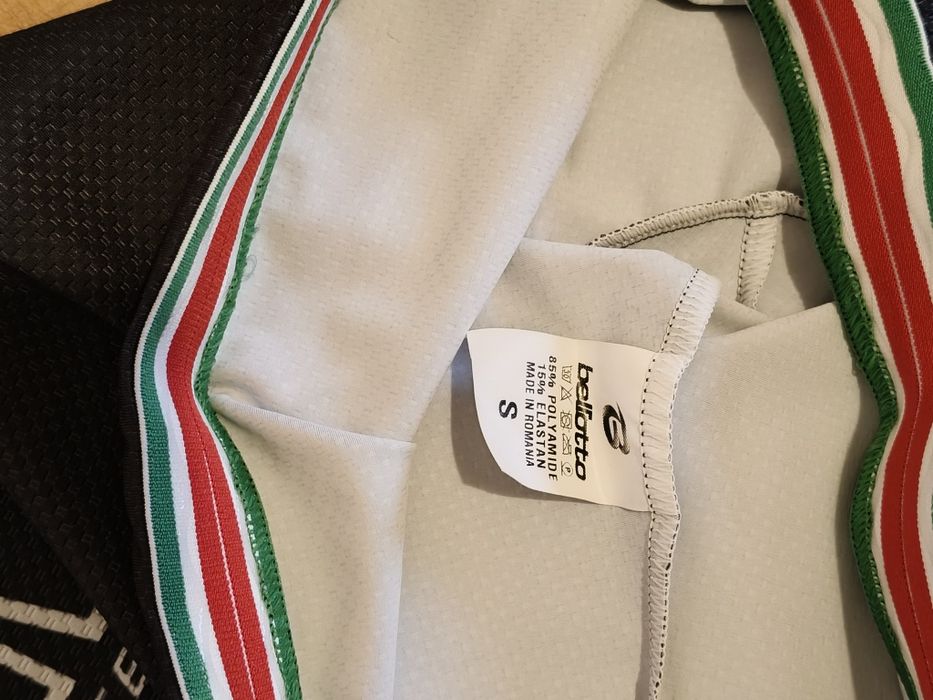 bellotto
85% POLYAMIDE
15% ELASTAN
MADE IN ROMANIA
S